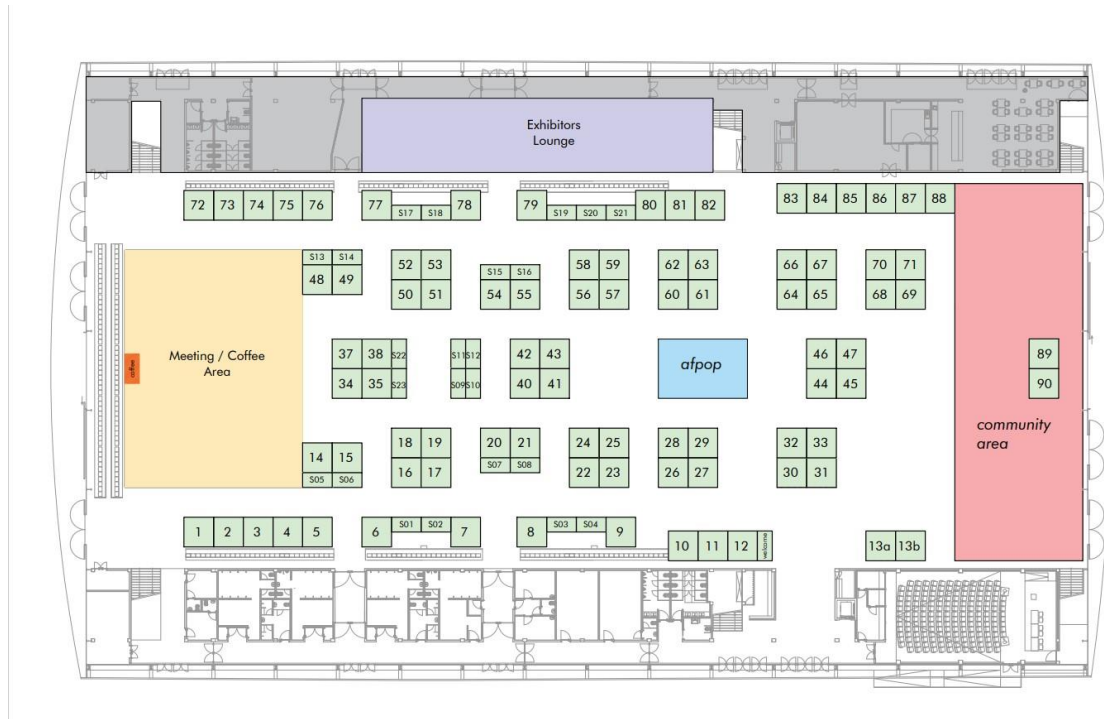 Exhibitors
Lounge
72 73 74 75 76 77 S17 S18 78 79 S19 S20 S21 80 81 82 83 84 85 86 87 88
S13 S14 52 53 S15 S16 58 59 62 63 66 67 70 71
48 49 50 51 54 55 56 57 60 61 64 65 68 69
Meeting / Coffee
Area
coffee
37 38 S22 S11 S12 42 43 afpop 46 47 89
34 35 S23 S09 S10 40 41 44 45 90
community
area
14 15 18 19 20 21 24 25 28 29 32 33
S05 S06 16 17 S07 S08 22 23 26 27 30 31
1 2 3 4 5 6 S01 S02 7 8 S03 S04 9
10 11 12 welcome 13a 13b